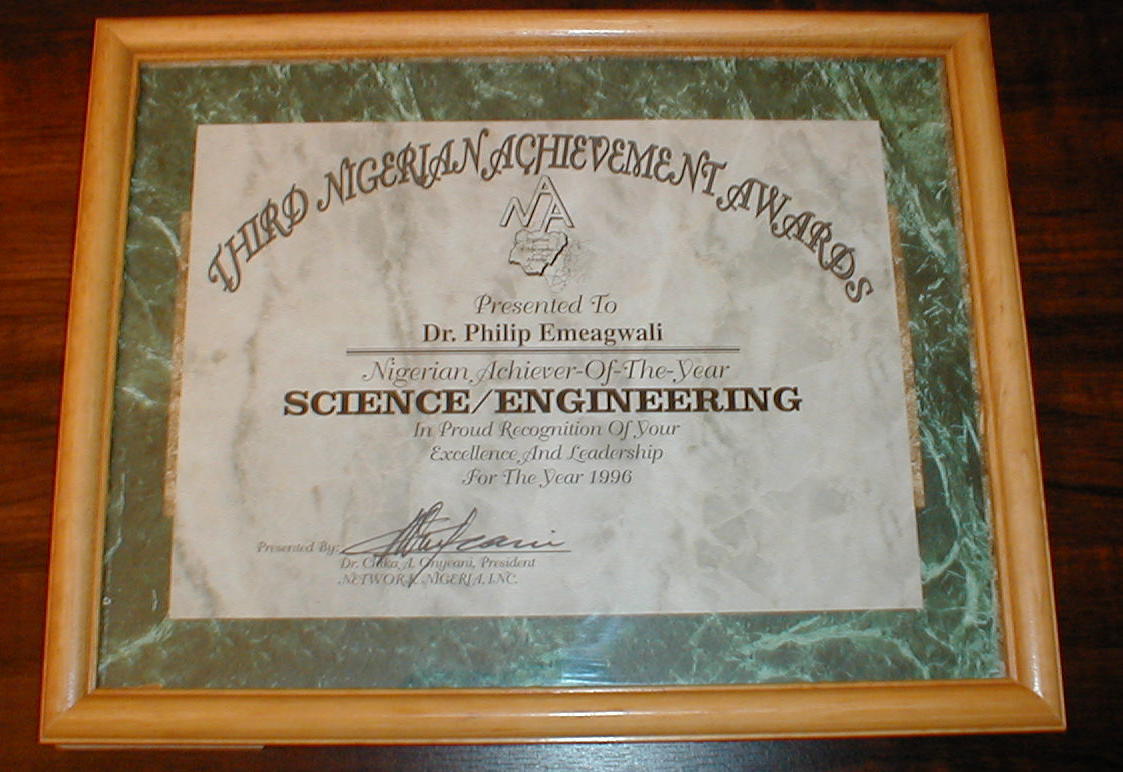 THIRD NIGERIAN ACHIEVEMENT AWARDS
NAA
Presented To
Dr. Philip Emeagwali
Nigerian Achiever-Of-The-Year
SCIENCE/ENGINEERING
In Proud Recognition Of Your
Excellence And Leadership
For The Year 1996
Presented By:
Dr. Chika A. Onyeani, President
NETWORK NIGERIA, INC.